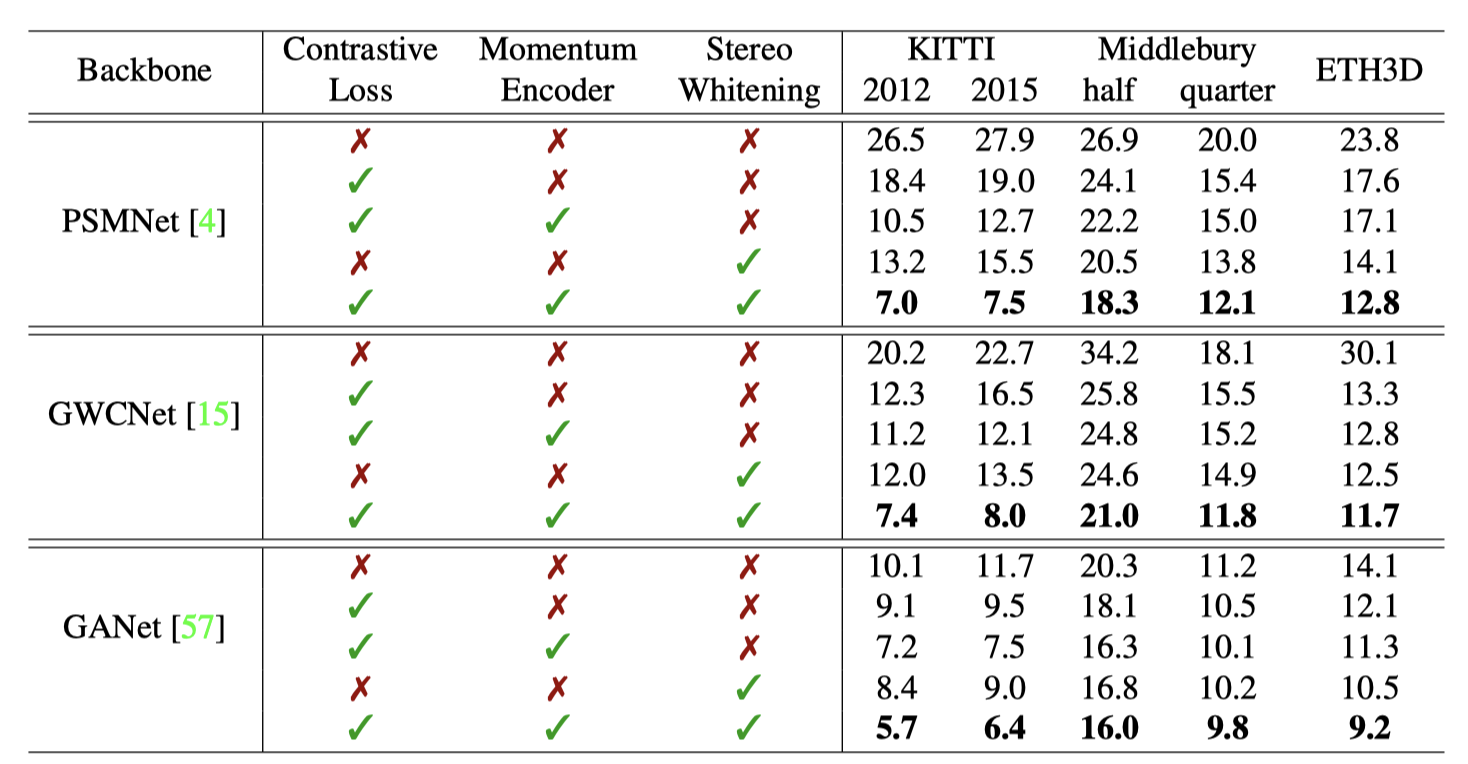 Backbone Contrastive Loss Momentum Encoder Stereo Whitening KITTI Middlebury ETH3D
2012 2015 half quarter
✗ ✗ ✗ 26.5 27.9 26.9 20.0 23.8
✓ ✗ ✗ 18.4 19.0 24.1 15.4 17.6
PSMNet [4] ✓ ✓ ✗ 10.5 12.7 22.2 15.0 17.1
✗ ✗ ✓ 13.2 15.5 20.5 13.8 14.1
✓ ✓ ✓ 7.0 7.5 18.3 12.1 12.8
✗ ✗ ✗ 20.2 22.7 34.2 18.1 30.1
✓ ✗ ✗ 12.3 16.5 25.8 15.5 13.3
GWCNet [15] ✓ ✓ ✗ 11.2 12.1 24.8 15.2 12.8
✗ ✗ ✓ 12.0 13.5 24.6 14.9 12.5
✓ ✓ ✓ 7.4 8.0 21.0 11.8 11.7
✗ ✗ ✗ 10.1 11.7 20.3 11.2 14.1
✓ ✗ ✗ 9.1 9.5 18.1 10.5 12.1
GANet [57] ✓ ✓ ✗ 7.2 7.5 16.3 10.1 11.3
✗ ✗ ✓ 8.4 9.0 16.8 10.2 10.5
✓ ✓ ✓ 5.7 6.4 16.0 9.8 9.2